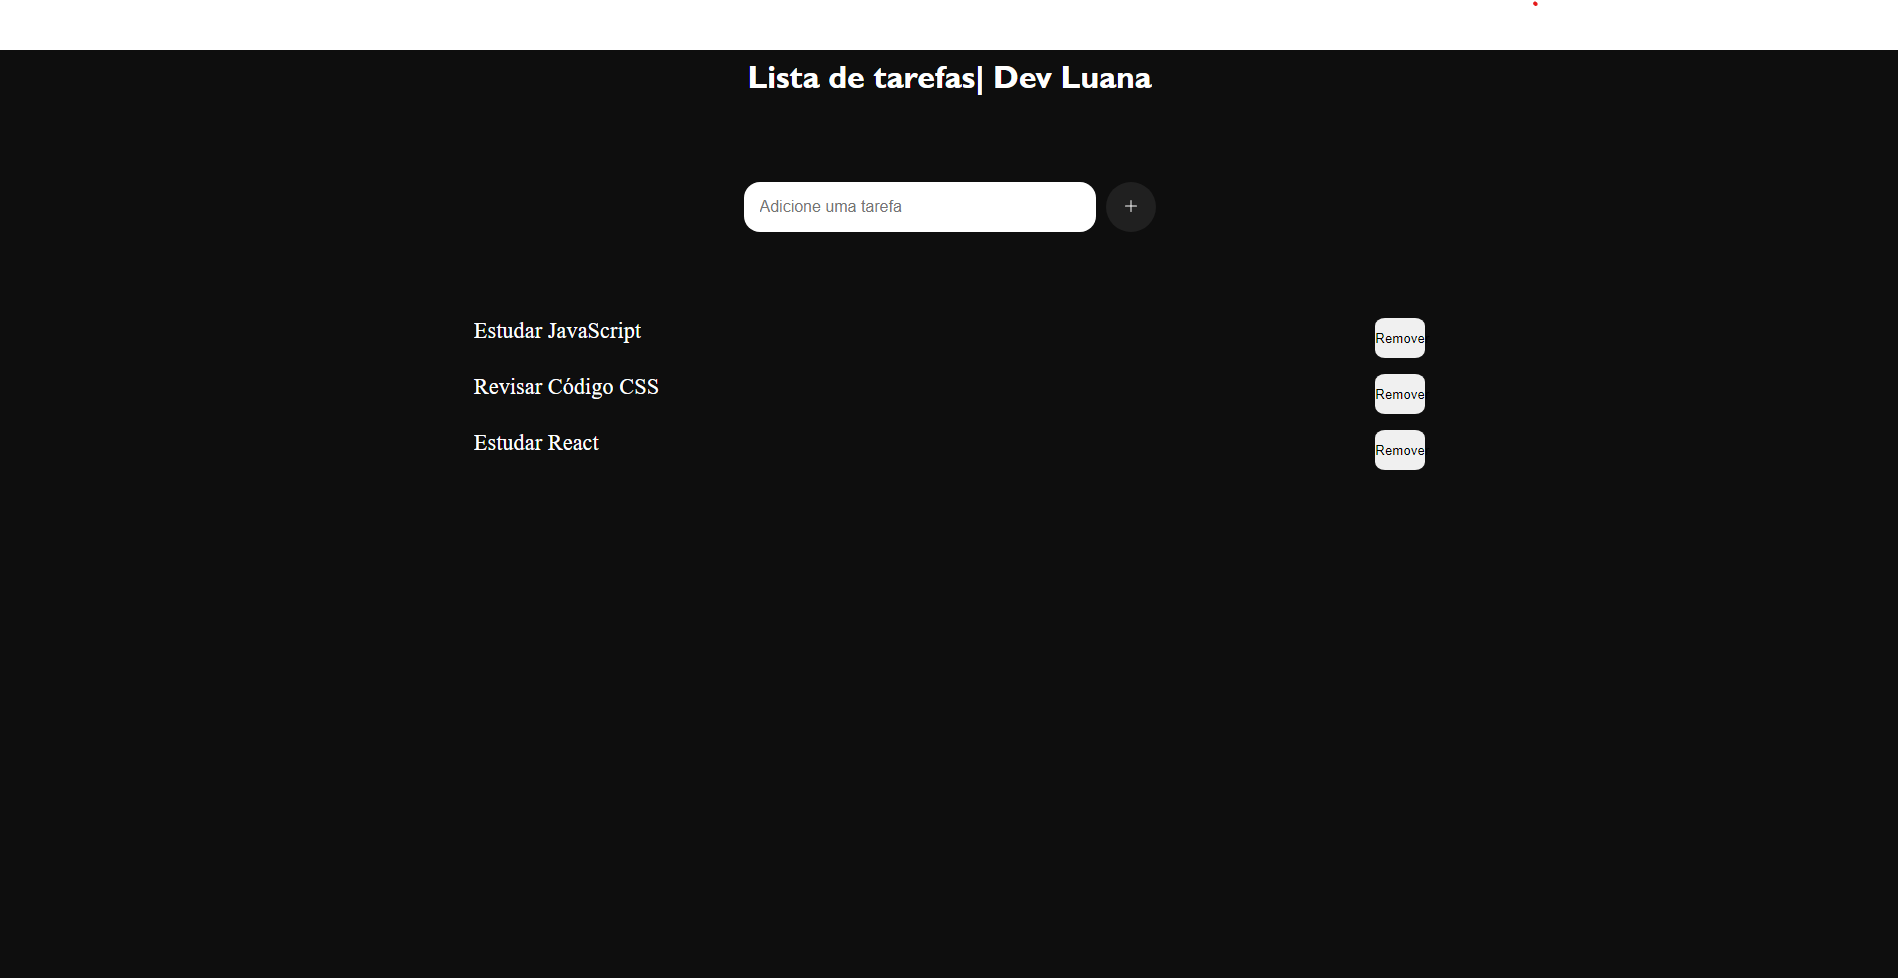 Lista de tarefas| Dev Luana
Adicione uma tarefa
+
Estudar JavaScript
Remove
Revisar Código CSS
Remove
Estudar React
Remove